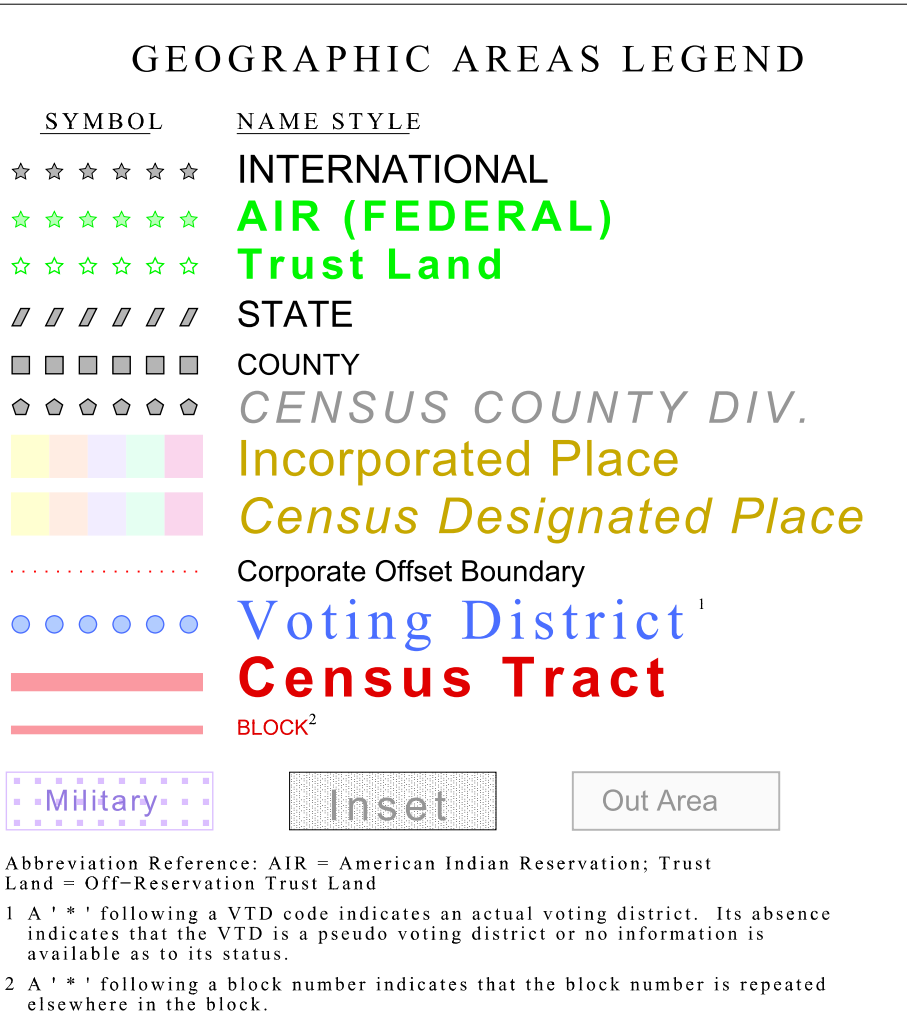 GEOGRAPHIC AREAS LEGEND
SYMBOL NAME STYLE
INTERNATIONAL
AIR (FEDERAL)
Trust Land
STATE
COUNTY
CENSUS COUNTY DIV.
Incorporated Place
Census Designated Place
Corporate Offset Boundary
Voting District 1
Census Tract
BLOCK2
Military Inset Out Area
Abbreviation Reference: AIR = American Indian Reservation; Trust
Land = Off−Reservation Trust Land
1 A ' * ' following a VTD code indicates an actual voting district. Its absence
indicates that the VTD is a pseudo voting district or no information is
available as to its status.
2 A ' * ' following a block number indicates that the block number is repeated
elsewhere in the block.